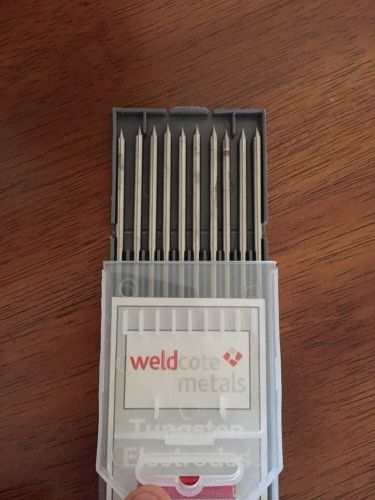 weldcote
metals
Tungsten
Electrodes